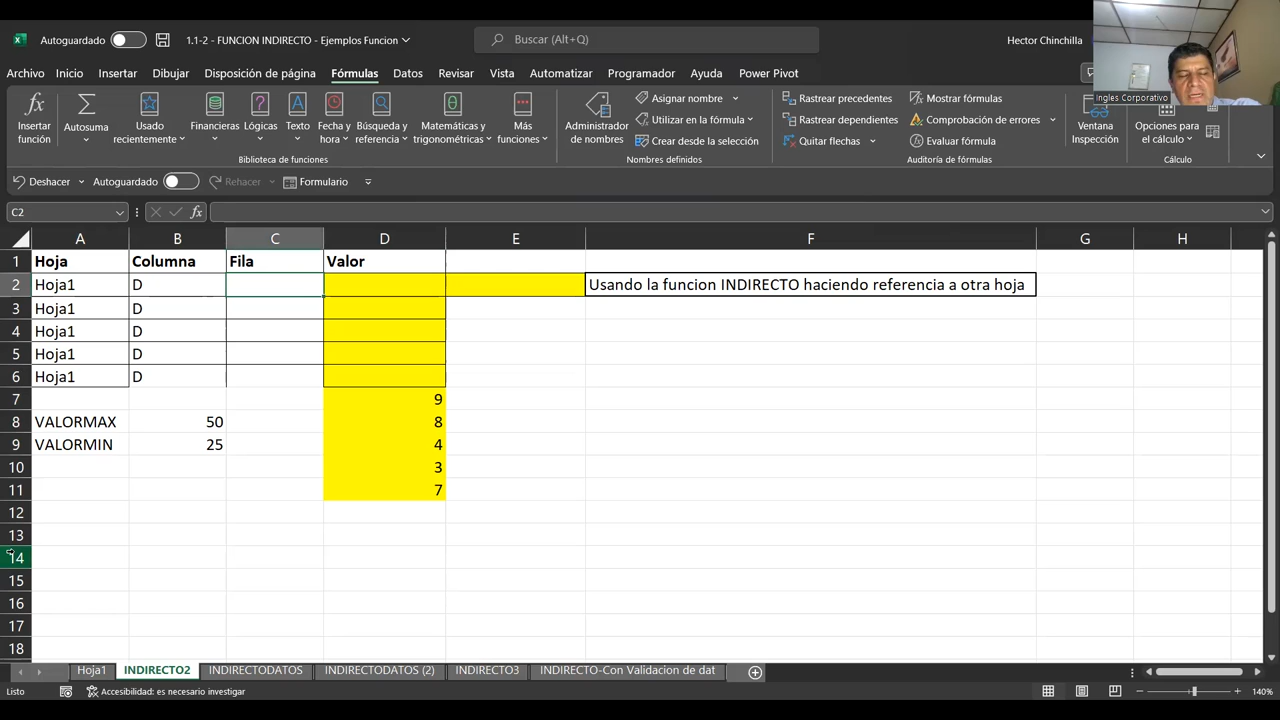 Autoguardado
1.1-2 - FUNCION INDIRECTO - Ejemplos Funcion
Buscar (Alt+Q)
Hector Chinchilla
Ingles Corporativo
Archivo Inicio Insertar Dibujar Disposición de página Fórmulas Datos Revisar Vista Automatizar Programador Ayuda Power Pivot
Insertar función
Autosuma
Usado recientemente
Financieras
Lógicas
Texto
Fecha y hora
Búsqueda y referencia
Matemáticas y trigonométricas
Más funciones
Biblioteca de funciones
Administrador de nombres
Asignar nombre
Utilizar en la fórmula
Crear desde la selección
Nombres definidos
Rastrear precedentes
Rastrear dependientes
Quitar flechas
Mostrar fórmulas
Comprobación de errores
Evaluar fórmula
Auditoría de fórmulas
Ventana Inspección
Opciones para el cálculo
Cálculo
Deshacer Autoguardado Rehacer Formulario
C2 fx
A B C D E F G H
1 Hoja Columna Fila Valor
2 Hoja1 D Usando la funcion INDIRECTO haciendo referencia a otra hoja
3 Hoja1 D
4 Hoja1 D
5 Hoja1 D
6 Hoja1 D
7 9
8 VALORMAX 50 8
9 VALORMIN 25 4
10 3
11 7
12
13
14
15
16
17
18
Hoja1 INDIRECTO2 INDIRECTODATOS INDIRECTODATOS (2) INDIRECTO3 INDIRECTO-Con Validacion de dat
Listo Accesibilidad: es necesario investigar 140%